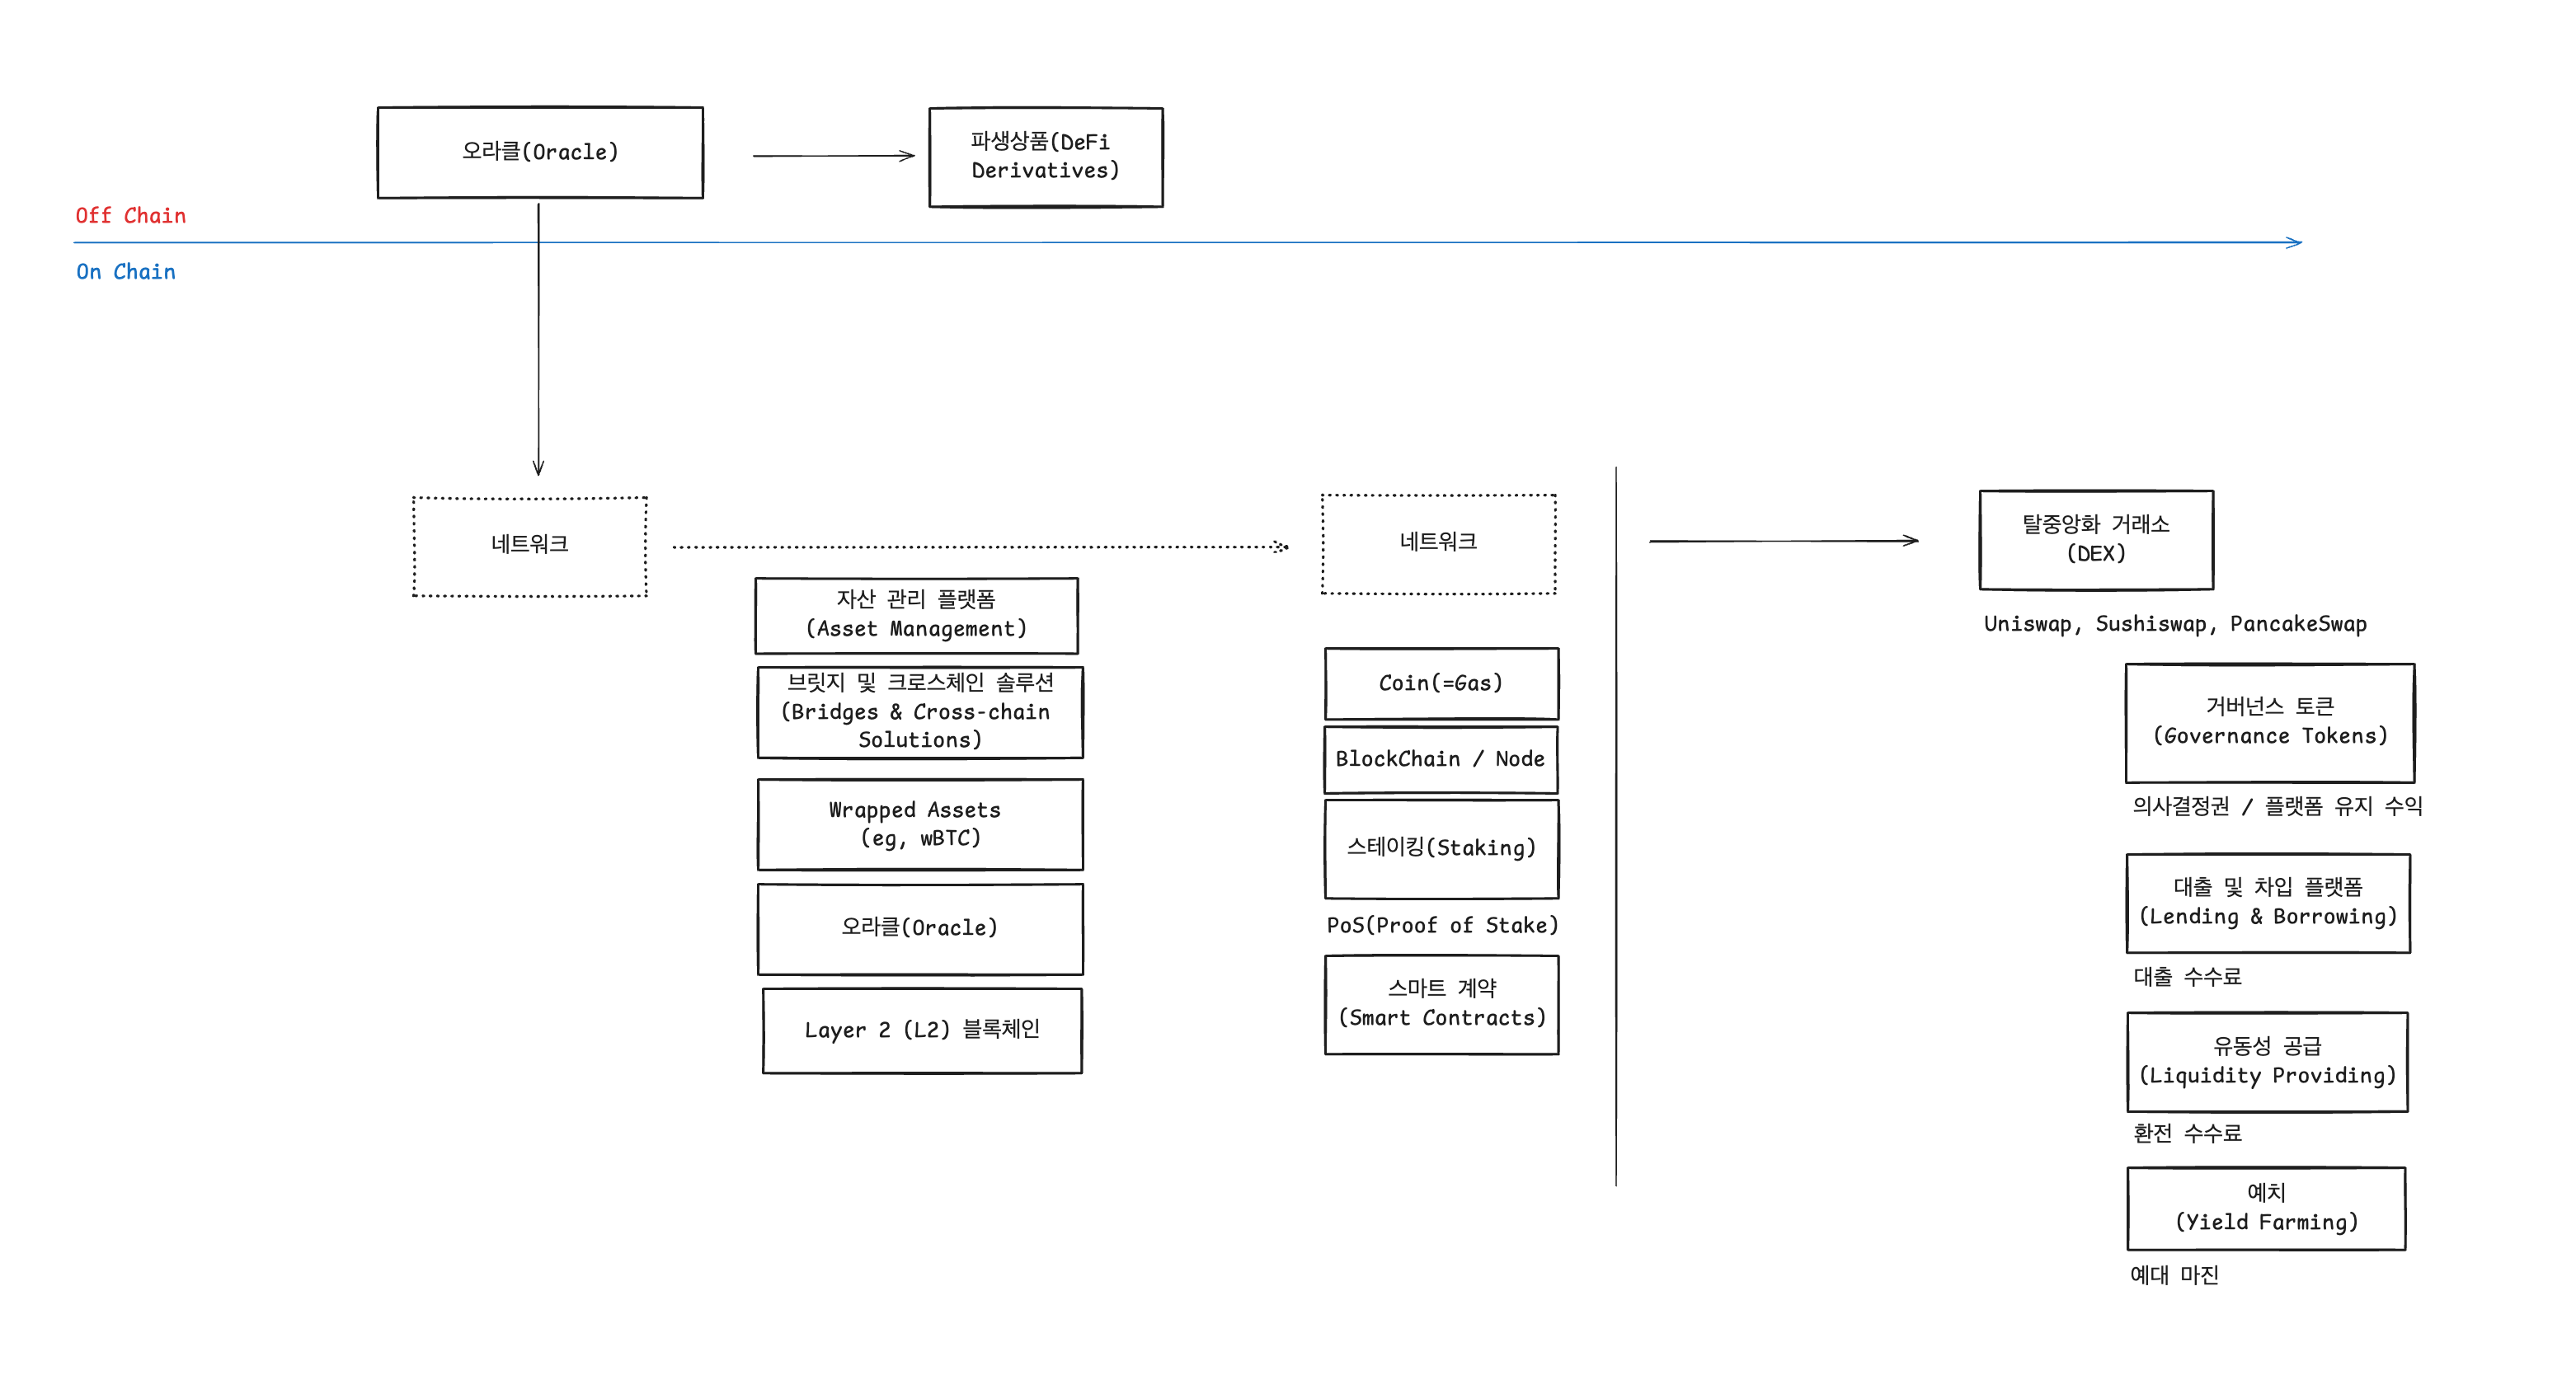 오라클(Oracle)
파생상품(DeFi
Derivatives)
Off Chain
On Chain
네트워크
네트워크
탈중앙화 거래소
(DEX)
Uniswap, Sushiswap, PancakeSwap
자산 관리 플랫폼
(Asset Management)
브릿지 및 크로스체인 솔루션
(Bridges & Cross-chain
Solutions)
Wrapped Assets
(eg, wBTC)
오라클(Oracle)
Layer 2 (L2) 블록체인
Coin(=Gas)
BlockChain / Node
스테이킹(Staking)
PoS(Proof of Stake)
스마트 계약
(Smart Contracts)
거버넌스 토큰
(Governance Tokens)
의사결정권 / 플랫폼 유지 수익
대출 및 차입 플랫폼
(Lending & Borrowing)
대출 수수료
유동성 공급
(Liquidity Providing)
환전 수수료
예치
(Yield Farming)
예대 마진